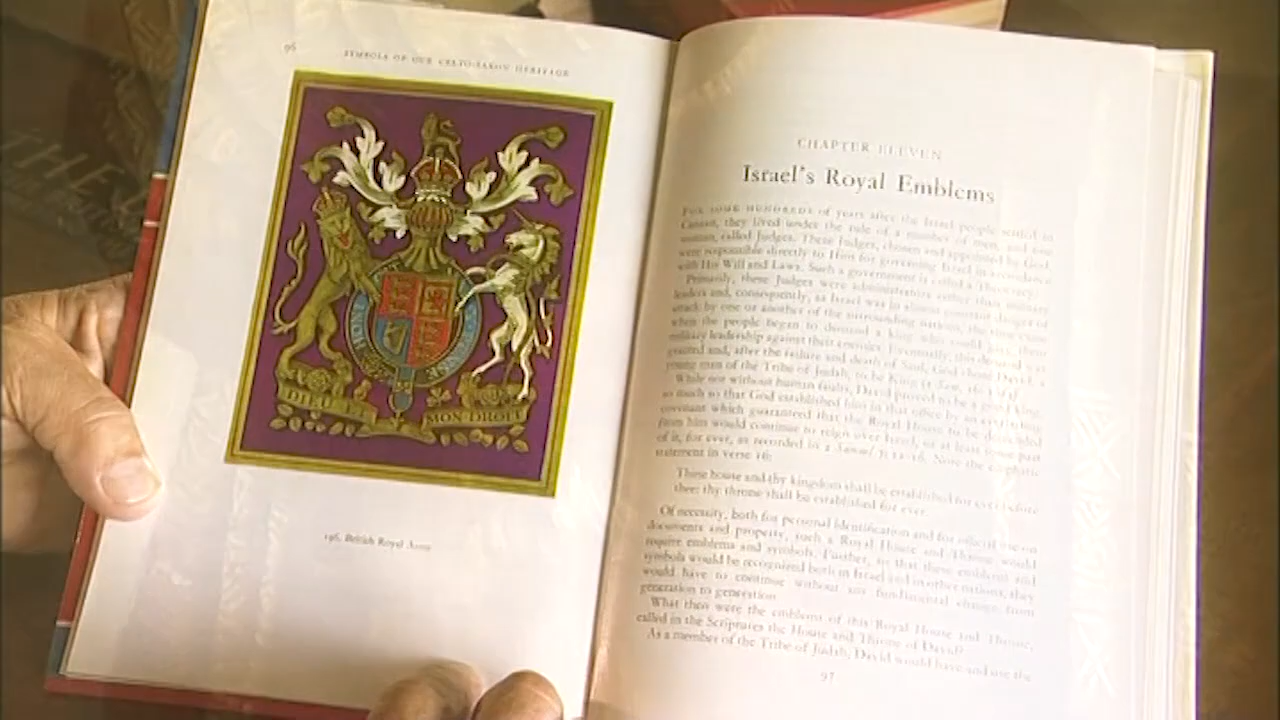 96
SYMBOLS OF OUR CELTO-SAXON HERITAGE
HONI
DIEU ET
MON DROIT
196. British Royal Arms
CHAPTER ELEVEN
Israel's Royal Emblems
FOR SOME HUNDREDS of years after the Israel people settled in
Canaan, they lived under the rule of a number of men, and one
woman, called Judges. These Judges, chosen and appointed by God,
were responsible directly to Him for governing Israel in accordance
with His Will and Laws. Such a government is called a Theocracy.
Primarily, these Judges were administrators rather than military
leaders and, consequently, as Israel was in almost constant danger of
attack by one or another of the surrounding nations, the time came
when the people began to demand a king who could give them
military leadership against their enemies. Eventually, this demand was
granted and, after the failure and death of Saul, God chose David, a
young man of the Tribe of Judah, to be King
While not without human faults, David proved to be a good king,
so much so that God established him in that office by an everlasting
covenant which guaranteed that the Royal House to be descended
from him would continue to reign over Israel, or at least some part
of it, for ever, as recorded in 2 Samuel 7: 12-16. Note the emphatic
statement in verse 16:
Thine house and thy kingdom shall be established for ever before
thee: thy throne shall be established for ever.
Of necessity, both for personal identification and for official use on
documents and property, such a Royal House and Throne would
require emblems and symbols. Further, so that these emblems and
symbols would be recognized both in Israel and in other nations, they
would have to continue without any fundamental change from
generation to generation.
What then were the emblems of this Royal House and Throne,
called in the Scriptures the House and Throne of David?
As a member of the Tribe of Judah, David would have and use the
97